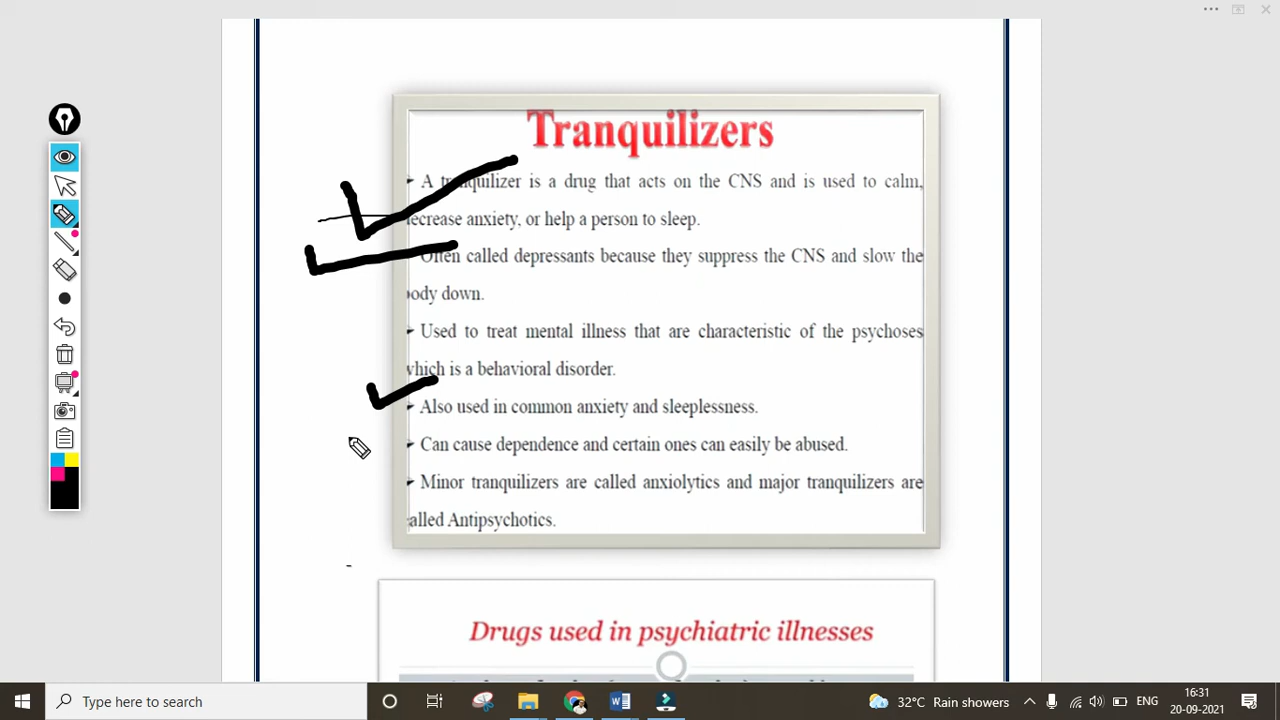 Tranquilizers
A tranquilizer is a drug that acts on the CNS and is used to calm,
decrease anxiety, or help a person to sleep.
Often called depressants because they suppress the CNS and slow the
body down.
Used to treat mental illness that are characteristic of the psychoses
which is a behavioral disorder.
Also used in common anxiety and sleeplessness.
Can cause dependence and certain ones can easily be abused.
Minor tranquilizers are called anxiolytics and major tranquilizers are
called Antipsychotics.
Drugs used in psychiatric illnesses
Type here to search
32°C Rain showers
ENG
16:31
20-09-2021